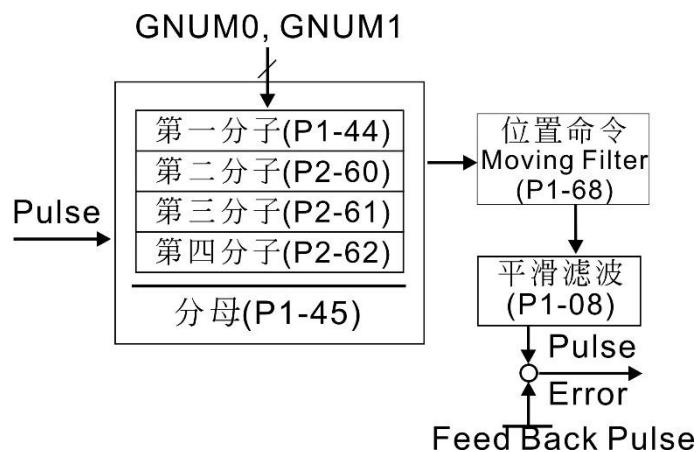 GNUM0, GNUM1
第一分子(P1-44)
第二分子(P2-60)
第三分子(P2-61)
第四分子(P2-62)
分母(P1-45)
Pulse
位置命令
Moving Filter
(P1-68)
平滑滤波
(P1-08)
Pulse
Error
Feed Back Pulse